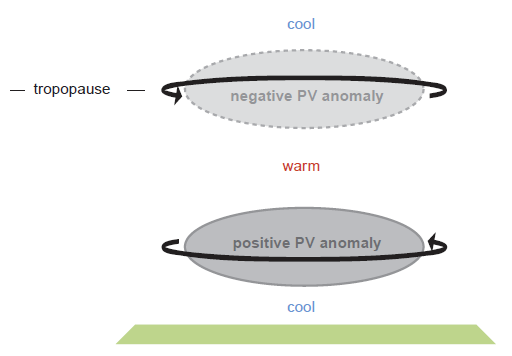 cool
— tropopause —
negative PV anomaly
warm
positive PV anomaly
cool